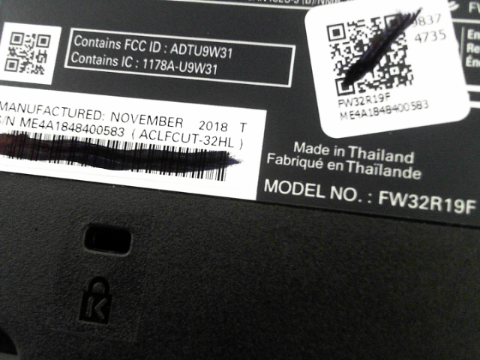 Contains FCC ID : ADTU9W31
Contains IC : 1178A-U9W31
MANUFACTURED: NOVEMBER 2018 T
S/N ME4A1848400583 ( ACLFCUT-32HL )
4735
FW32R19F
ME4A1848400583
Made in Thailand
Fabriqué en Thaïlande
MODEL NO. : FW32R19F